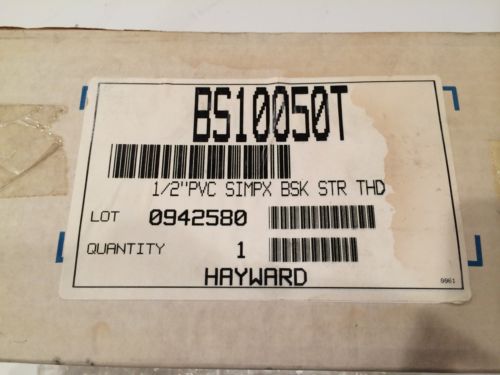 BS10050T
1/2"PVC SIMPX BSK STR THD
LOT 0942580
QUANTITY 1
HAYWARD
0061